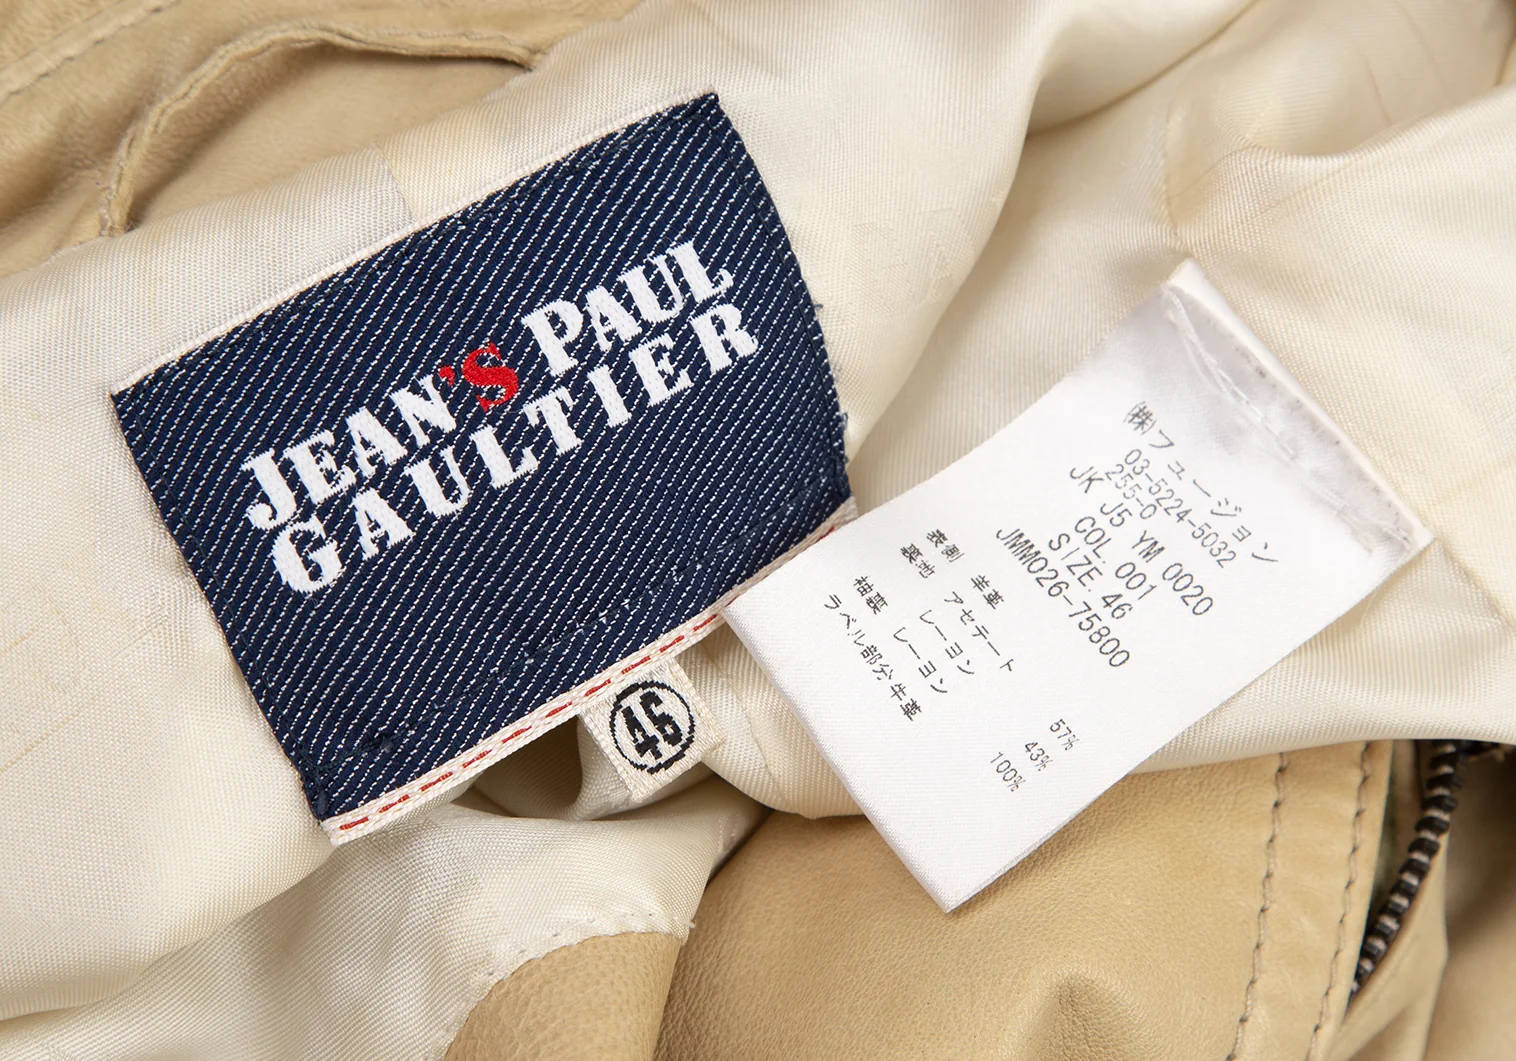 JEAN'S PAUL
GAULTIER
46
㈱フュージョン
03-5224-5032
255-0
JK J5 YM 0020
COL. 001
SIZE. 46
JMM026-75800
表側 羊革
裏地 アセテート 57%
レーヨン 43%
袖裏 レーヨン 100%
ラベル部分 牛革